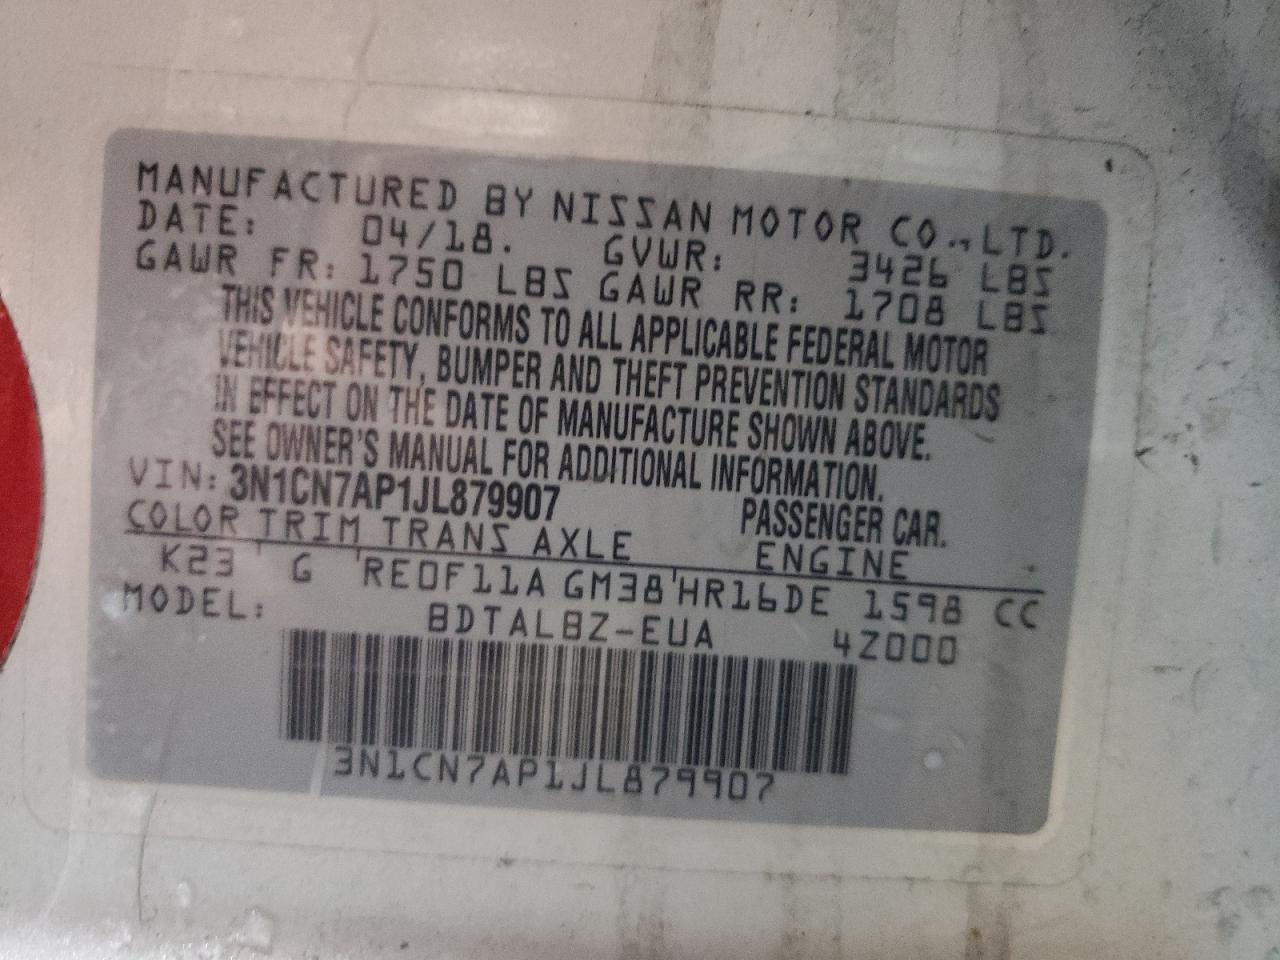 MANUFACTURED BY NISSAN MOTOR CO., LTD.
DATE: 04/18. GVWR: 3426 LBS
GAWR FR: 1750 LBS GAWR RR: 1708 LBS
THIS VEHICLE CONFORMS TO ALL APPLICABLE FEDERAL MOTOR
VEHICLE SAFETY, BUMPER AND THEFT PREVENTION STANDARDS
IN EFFECT ON THE DATE OF MANUFACTURE SHOWN ABOVE.
SEE OWNER'S MANUAL FOR ADDITIONAL INFORMATION.
VIN: 3N1CN7AP1JL879907 PASSENGER CAR.
COLOR TRIM TRANS AXLE ENGINE
K23 ' G 'RE0F11A GM38'HR16DE 1598 CC
MODEL: BDTALBZ-EUA 4Z000
3N1CN7AP1JL879907